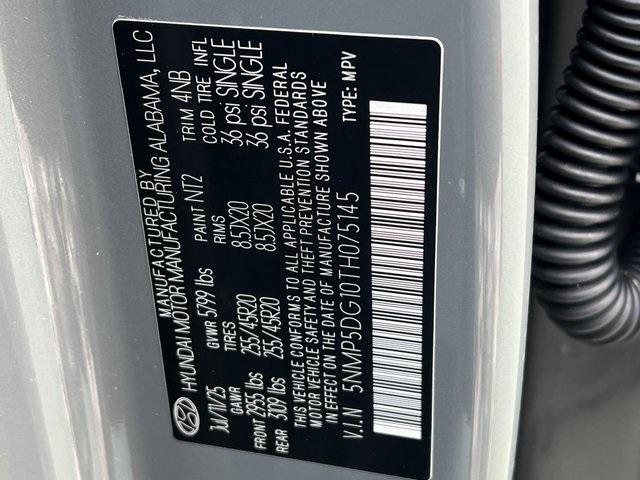 MANUFACTURED BY
HYUNDAI MOTOR MANUFACTURING ALABAMA, LLC
JUL/11/25 PAINT NT2 TRIM 4NB
GVWR 5799 lbs
GAWR TIRES RIMS COLD TIRE INFL
FRONT 2955 lbs 255/45R20 8.5JX20 36 psi SINGLE
REAR 3109 lbs 255/45R20 8.5JX20 36 psi SINGLE
THIS VEHICLE CONFORMS TO ALL APPLICABLE U.S.A. FEDERAL
MOTOR VEHICLE SAFETY, BUMPER, AND THEFT PREVENTION STANDARDS
IN EFFECT ON THE DATE OF MANUFACTURE SHOWN ABOVE
V.I.N 5NMP5DG10TH075145 TYPE: MPV